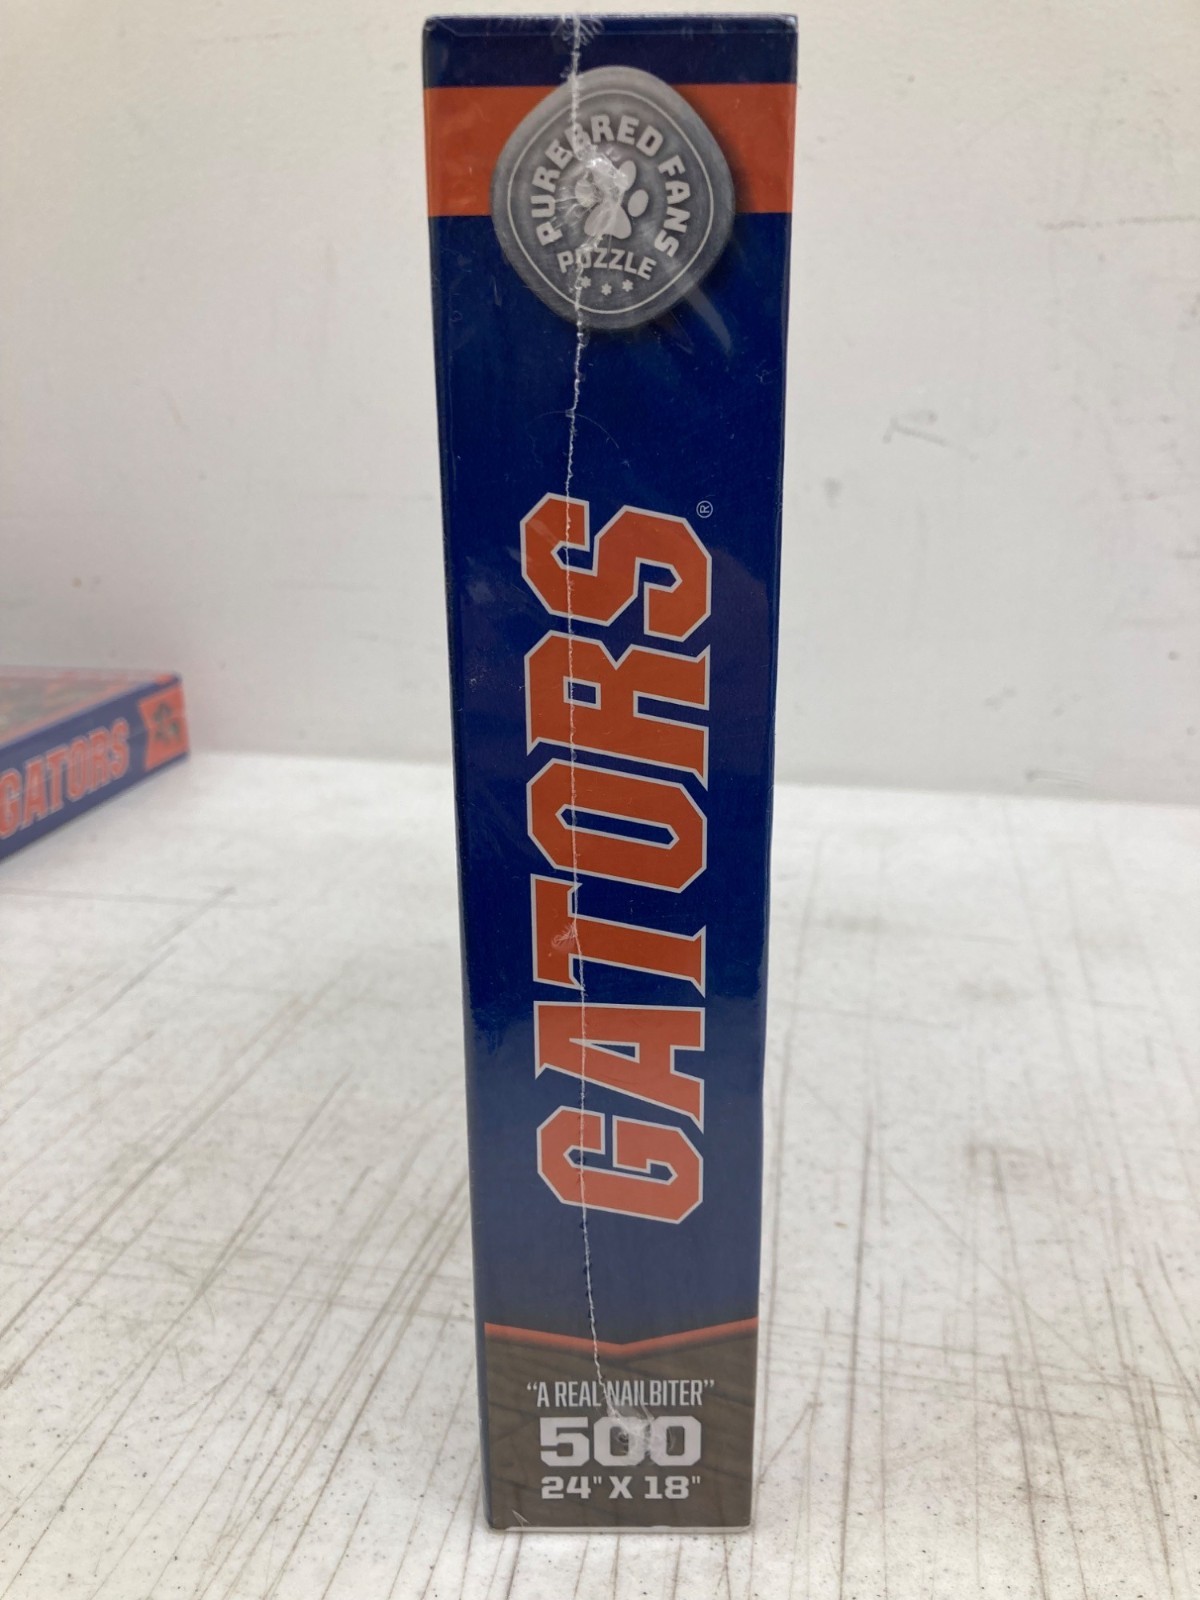 PUREBRED FANS
PUZZLE
GATORS®
"A REAL NAILBITER"
500
24" X 18"
GATORS